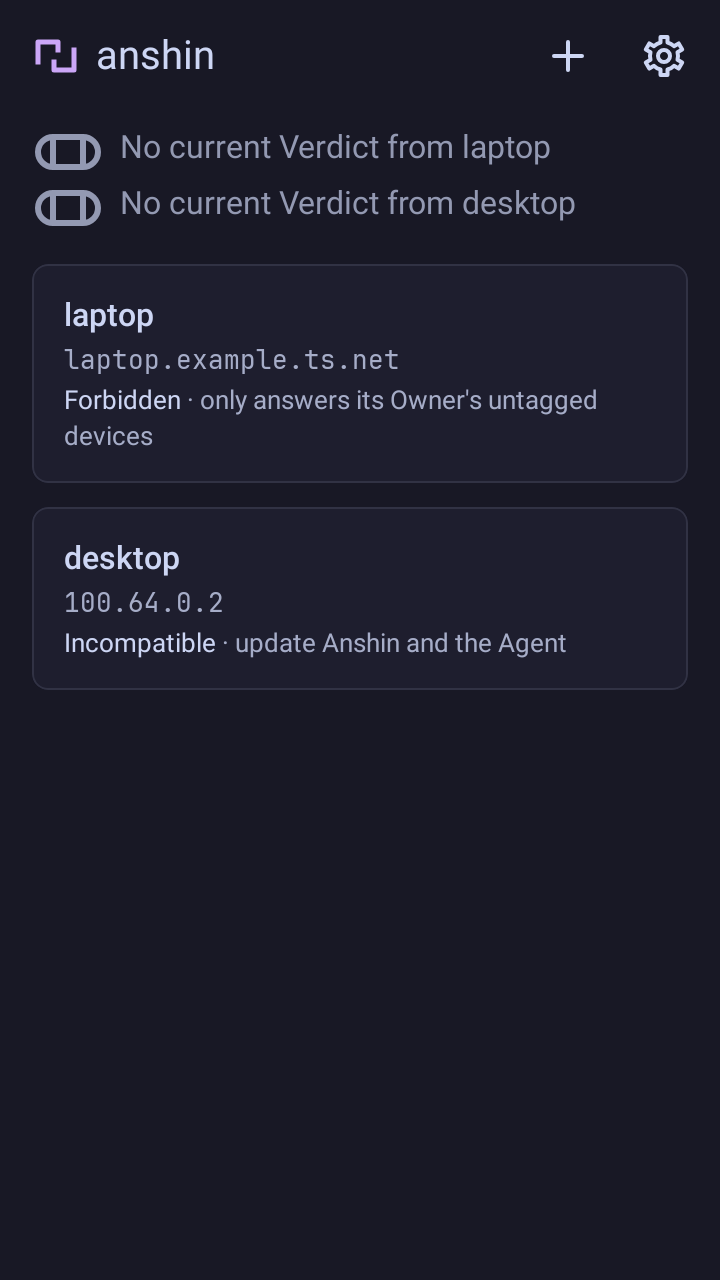 anshin
No current Verdict from laptop
No current Verdict from desktop
laptop
laptop.example.ts.net
Forbidden · only answers its Owner's untagged
devices
desktop
100.64.0.2
Incompatible · update Anshin and the Agent